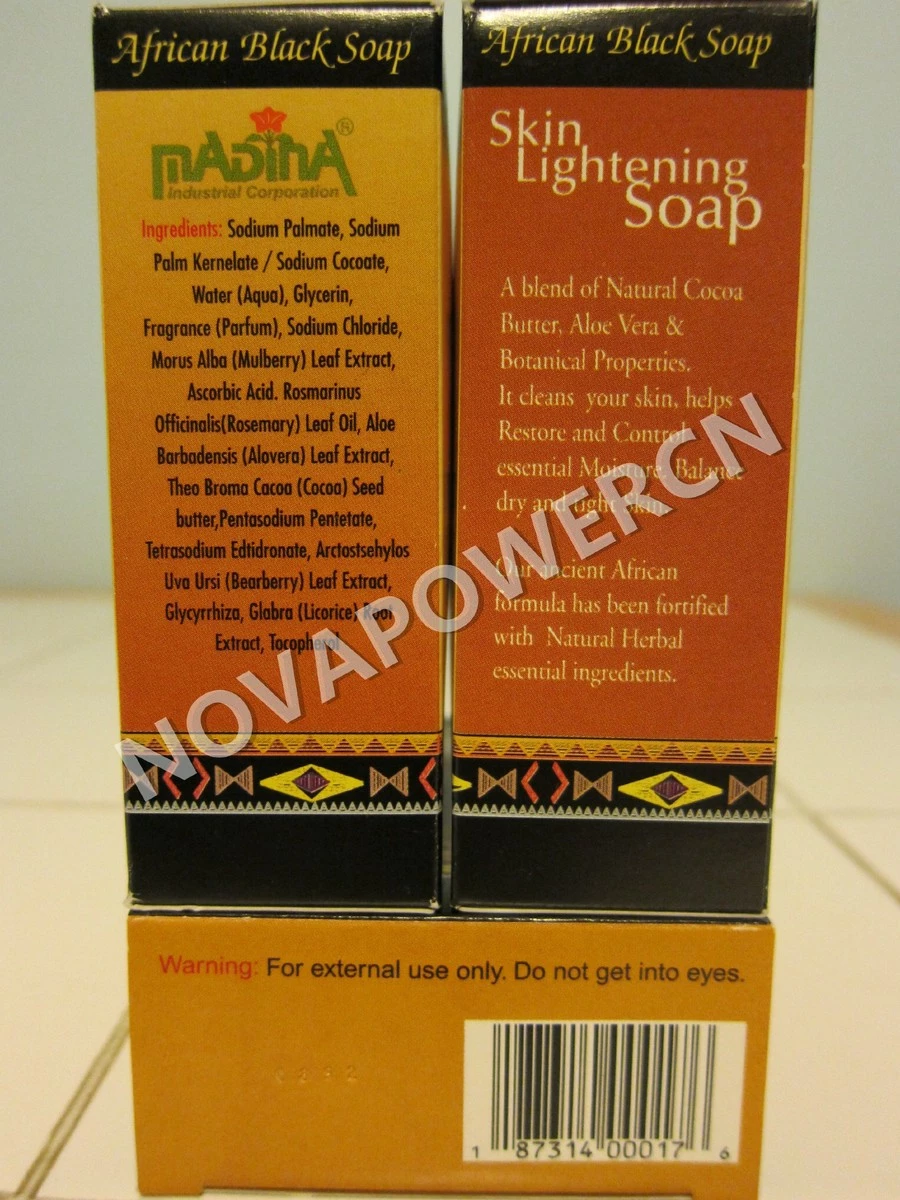 African Black Soap
mADiNA®
Industrial Corporation
Ingredients: Sodium Palmate, Sodium
Palm Kernelate / Sodium Cocoate,
Water (Aqua), Glycerin,
Fragrance (Parfum), Sodium Chloride,
Morus Alba (Mulberry) Leaf Extract,
Ascorbic Acid. Rosmarinus
Officinalis(Rosemary) Leaf Oil, Aloe
Barbadensis (Alovera) Leaf Extract,
Theo Broma Cacoa (Cocoa) Seed
butter,Pentasodium Pentetate,
Tetrasodium Edtidronate, Arctostsehylos
Uva Ursi (Bearberry) Leaf Extract,
Glycyrrhiza, Glabra (Licorice) Root
Extract, Tocopherol
African Black Soap
Skin
Lightening
Soap
A blend of Natural Cocoa
Butter, Aloe Vera &
Botanical Properties.
It cleans your skin, helps
Restore and Control
essential Moisture. Balance
dry and tight Skin.
Our ancient African
formula has been fortified
with Natural Herbal
essential ingredients.
NOVAPOWERCN
Warning: For external use only. Do not get into eyes.
1 87314 00017 6